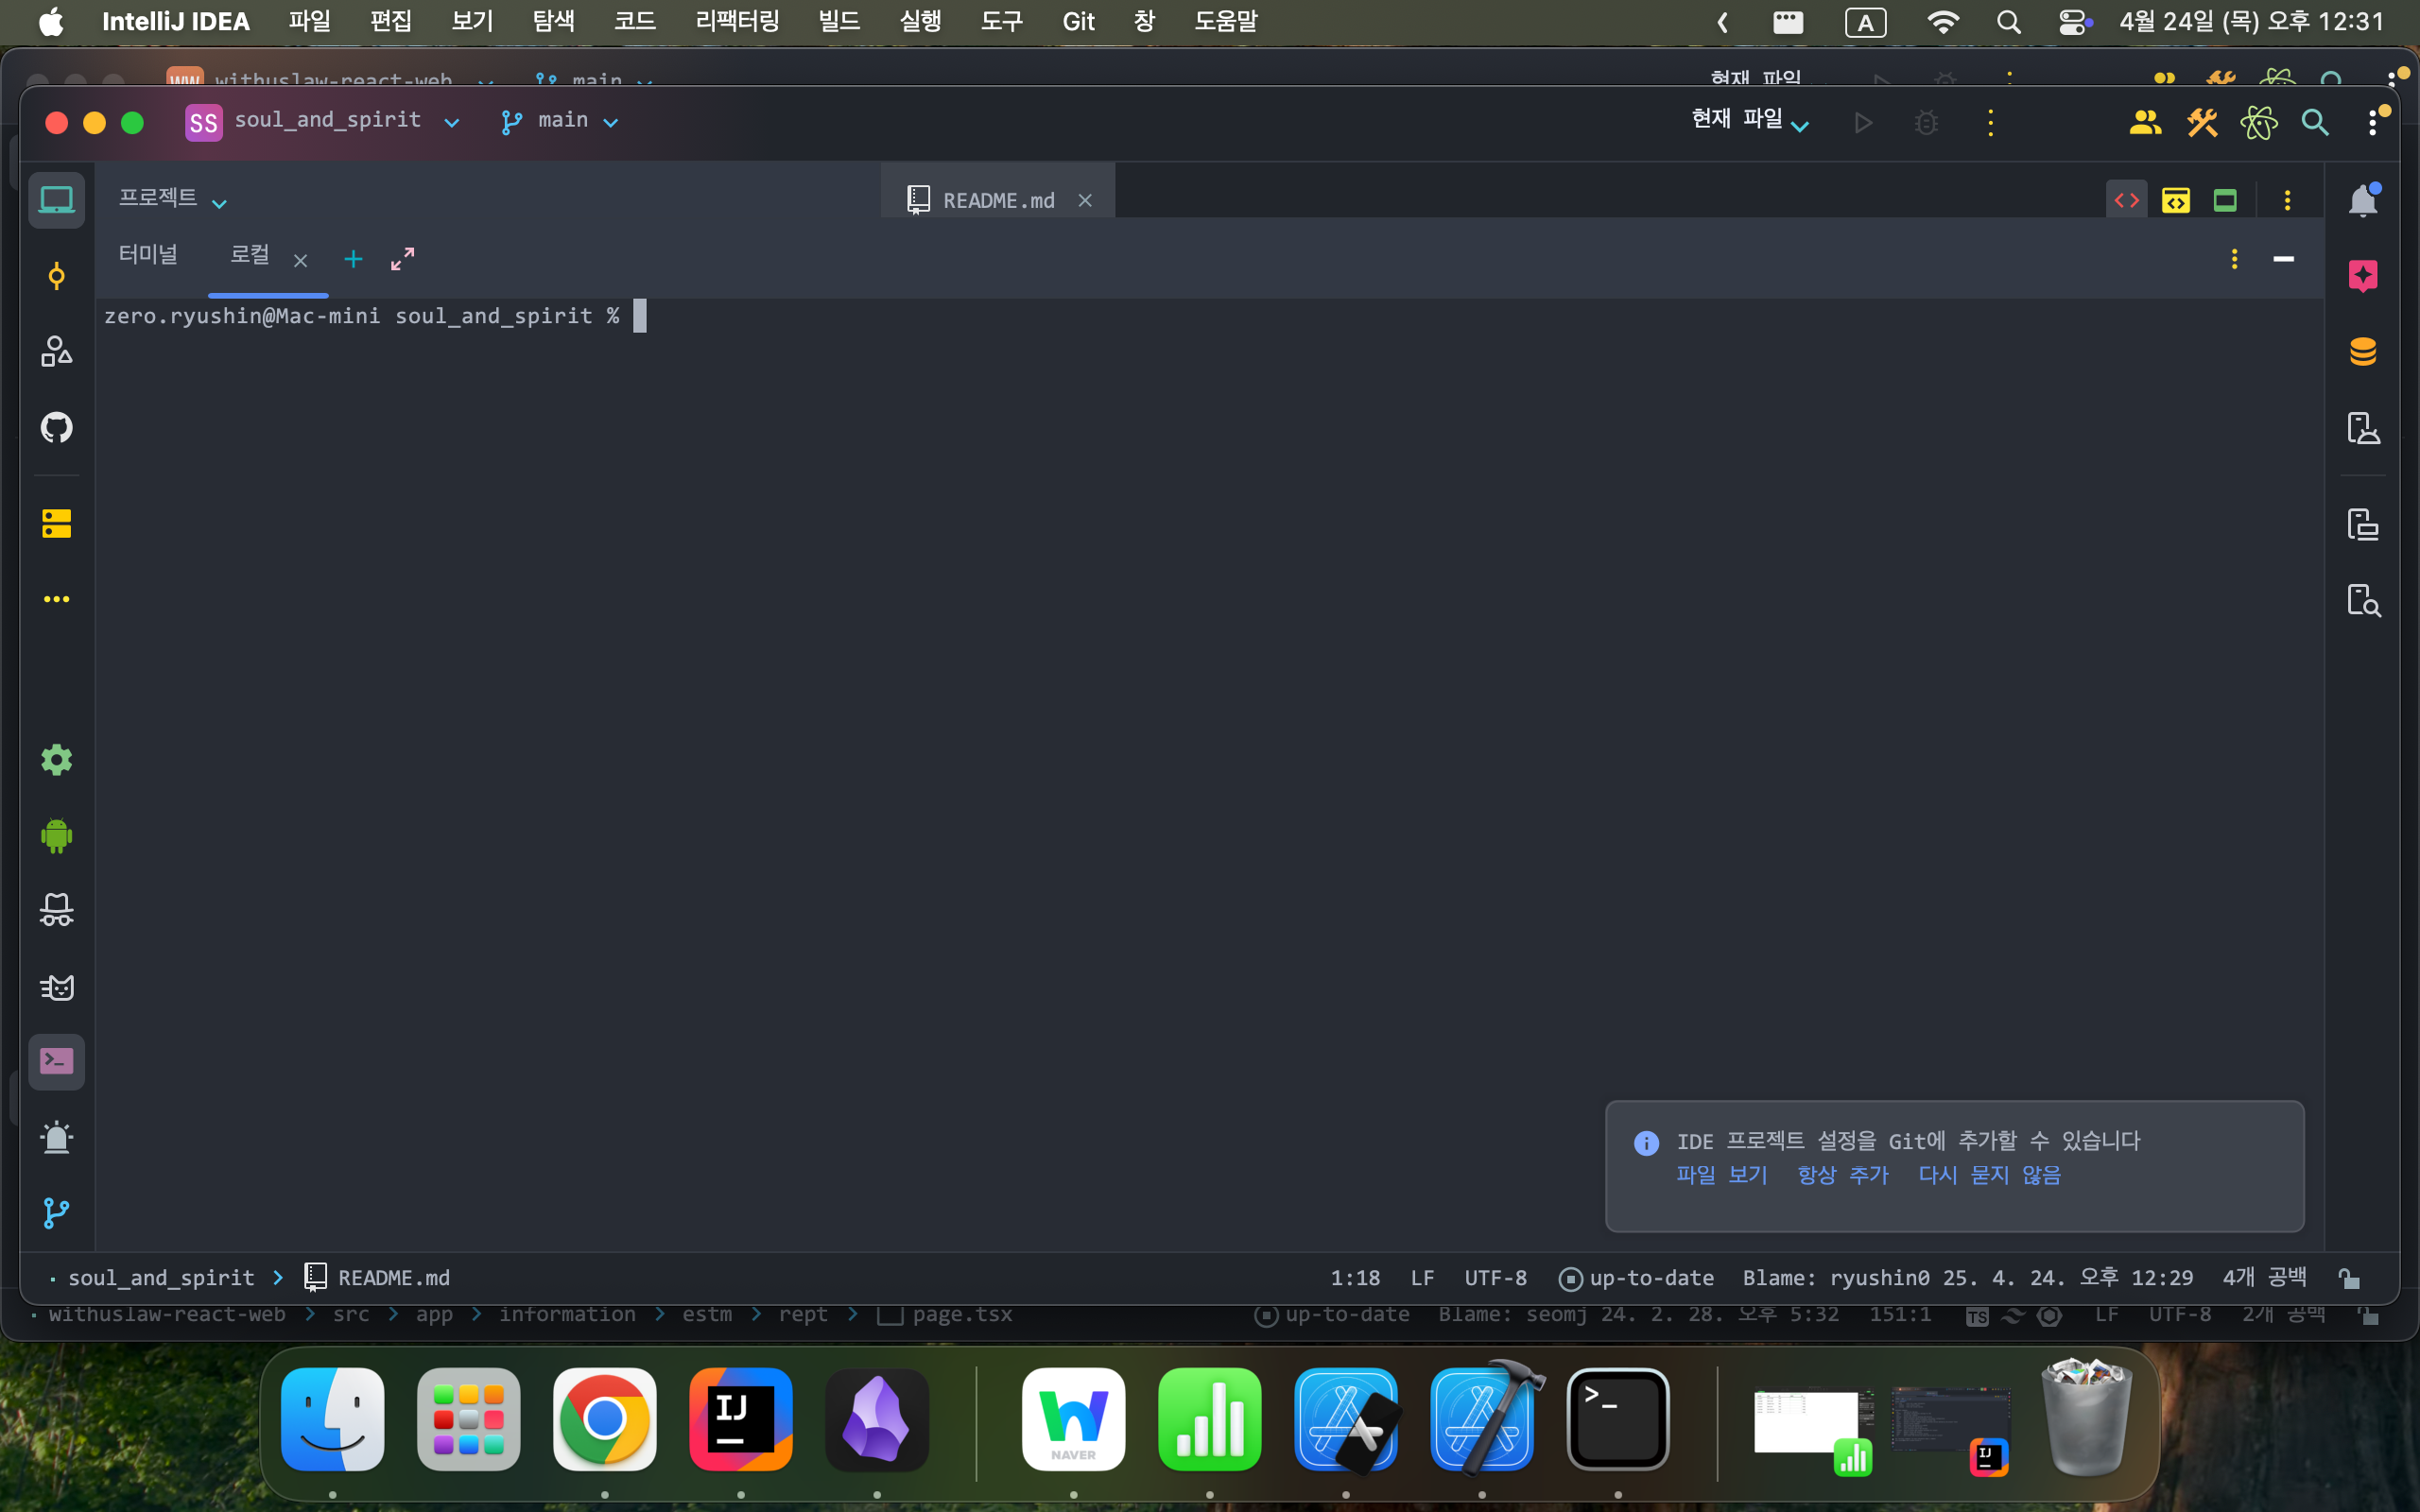 IntelliJ IDEA 파일 편집 보기 탐색 코드 리팩터링 빌드 실행 도구 Git 창 도움말 A 4월 24일 (목) 오후 12:31
WW withuslaw-react-web main 현재 파일
SS soul_and_spirit main 현재 파일
프로젝트 README.md
터미널 로컬
zero.ryushin@Mac-mini soul_and_spirit %
IDE 프로젝트 설정을 Git에 추가할 수 있습니다
파일 보기 항상 추가 다시 묻지 않음
soul_and_spirit README.md 1:18 LF UTF-8 up-to-date Blame: ryushin0 25. 4. 24. 오후 12:29 4개 공백
withuslaw-react-web src app information estm rept page.tsx up-to-date Blame: seomj 24. 2. 28. 오후 5:32 151:1 TS LF UTF-8 2개 공백
IJ
NAVER
>_
IJ